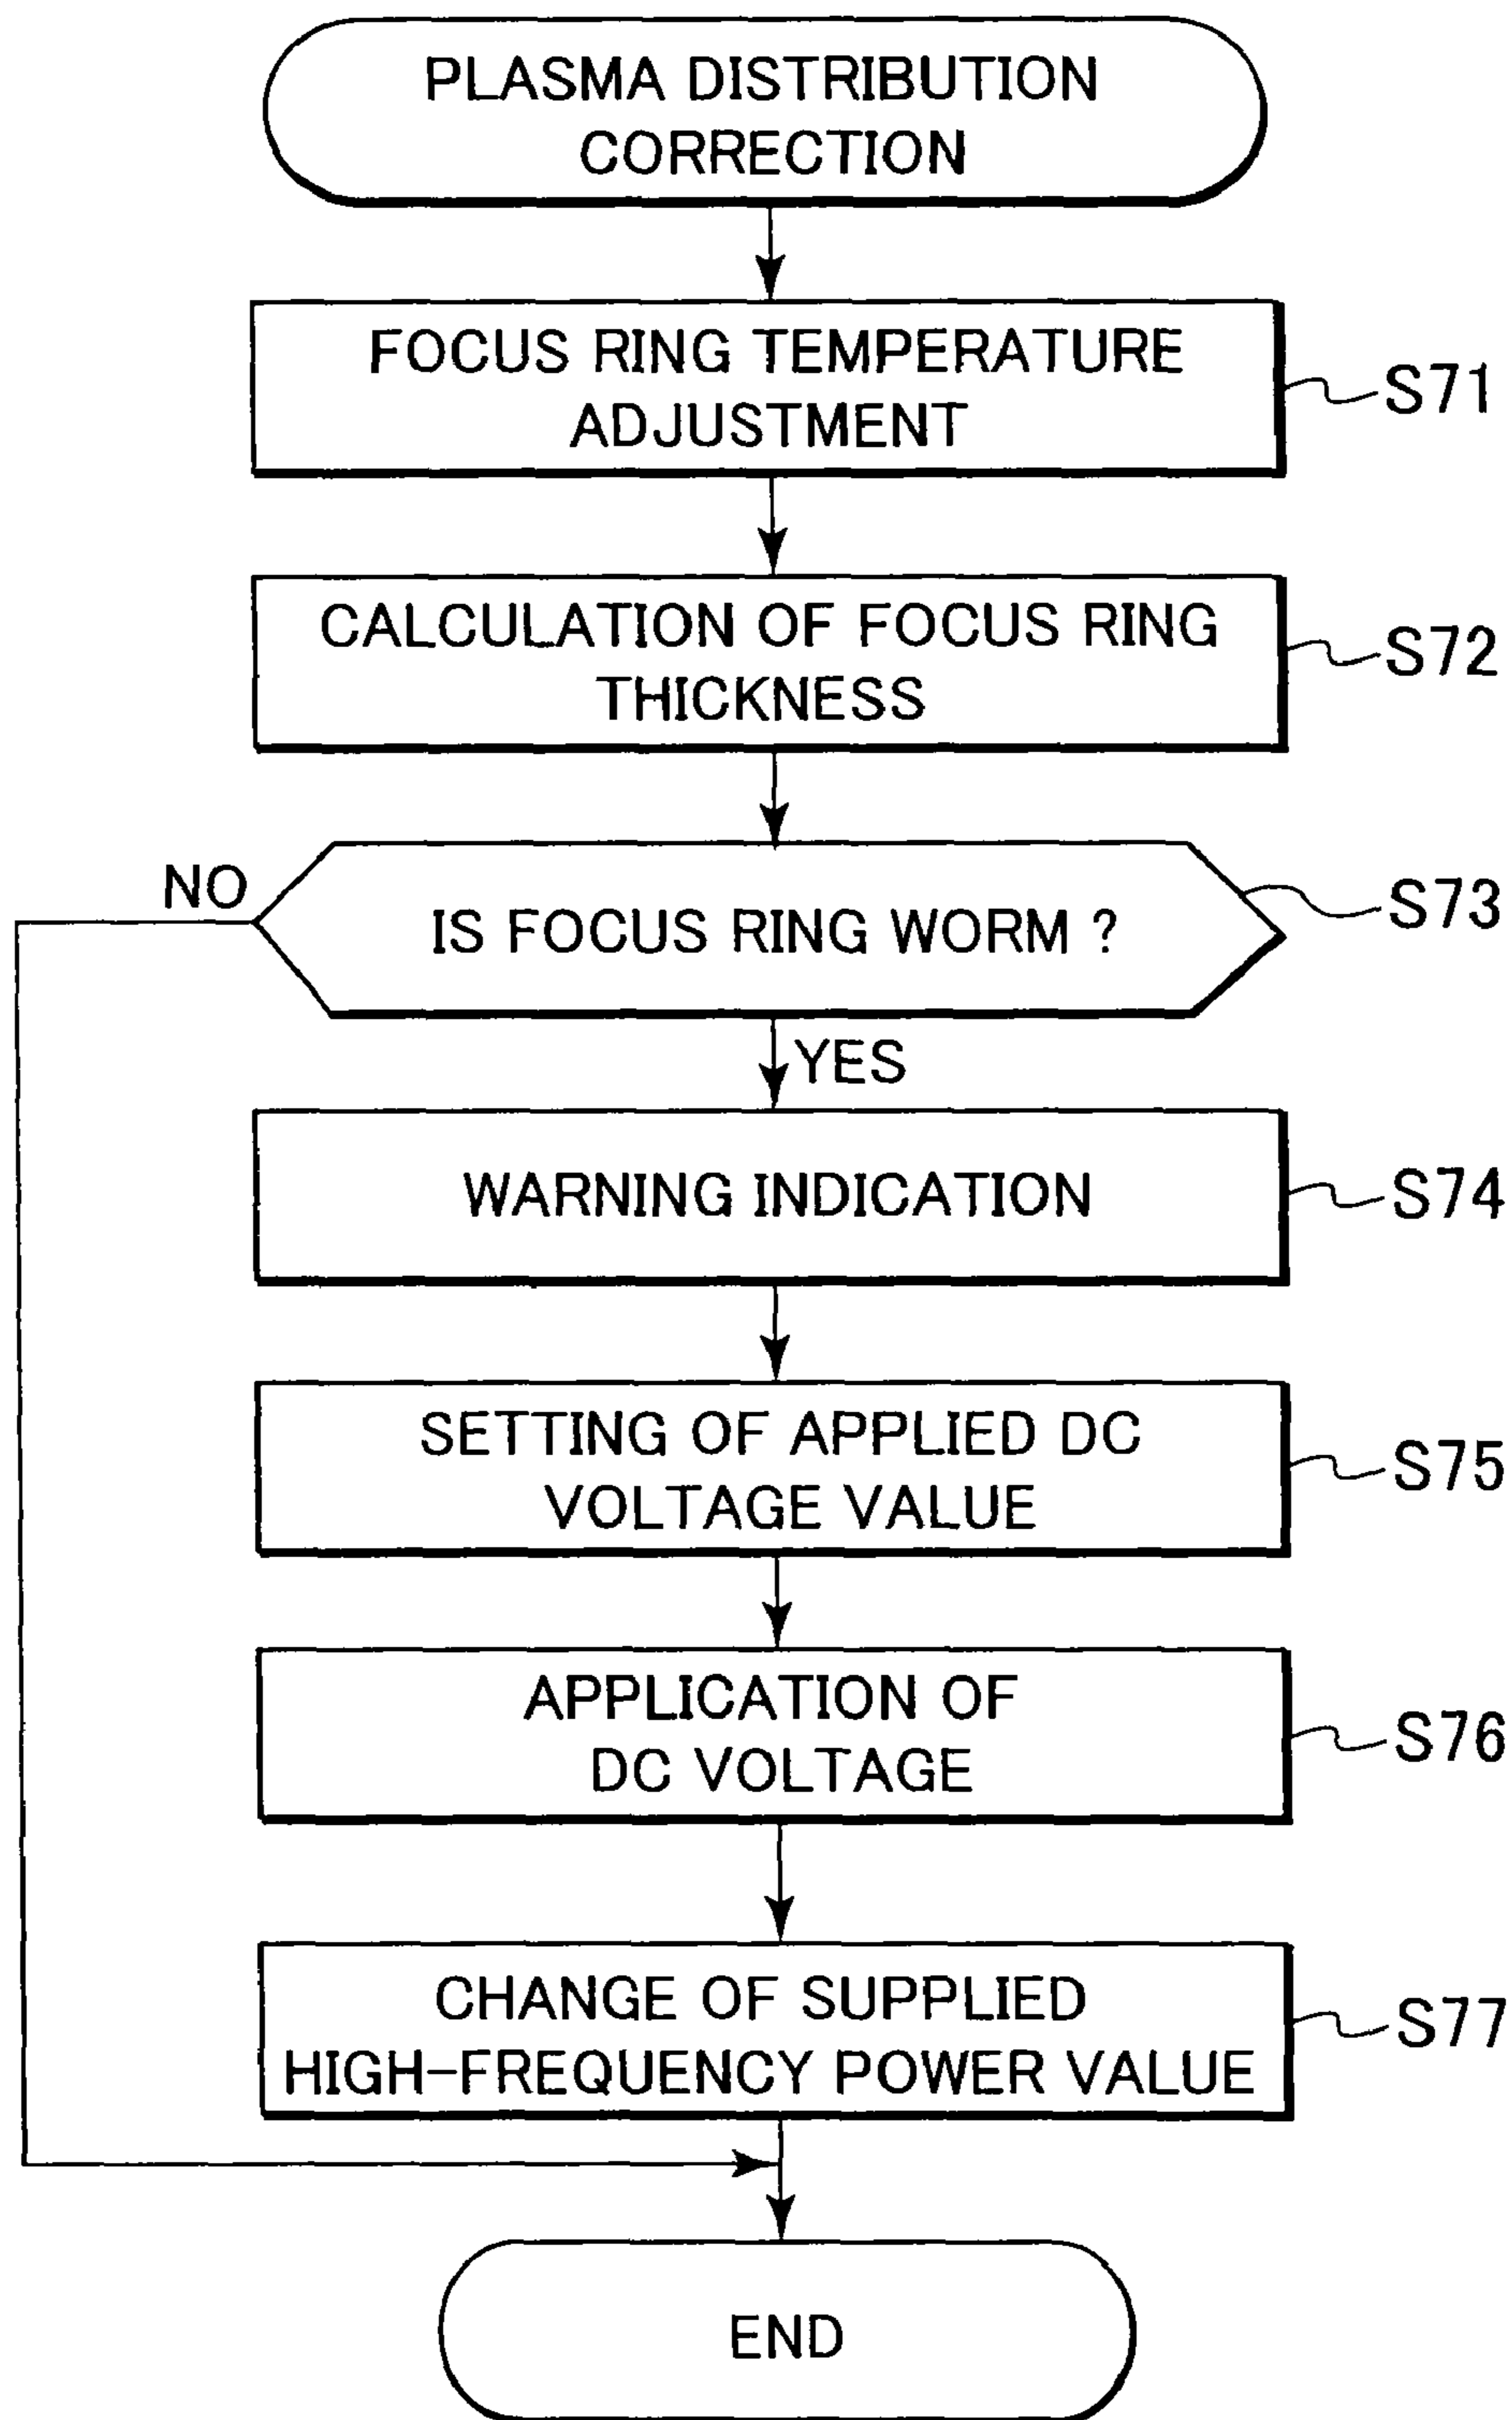 PLASMA DISTRIBUTION
CORRECTION
FOCUS RING TEMPERATURE
ADJUSTMENT
S71
CALCULATION OF FOCUS RING
THICKNESS
S72
NO
IS FOCUS RING WORM ?
S73
YES
WARNING INDICATION
S74
SETTING OF APPLIED DC
VOLTAGE VALUE
S75
APPLICATION OF
DC VOLTAGE
S76
CHANGE OF SUPPLIED
HIGH-FREQUENCY POWER VALUE
S77
END